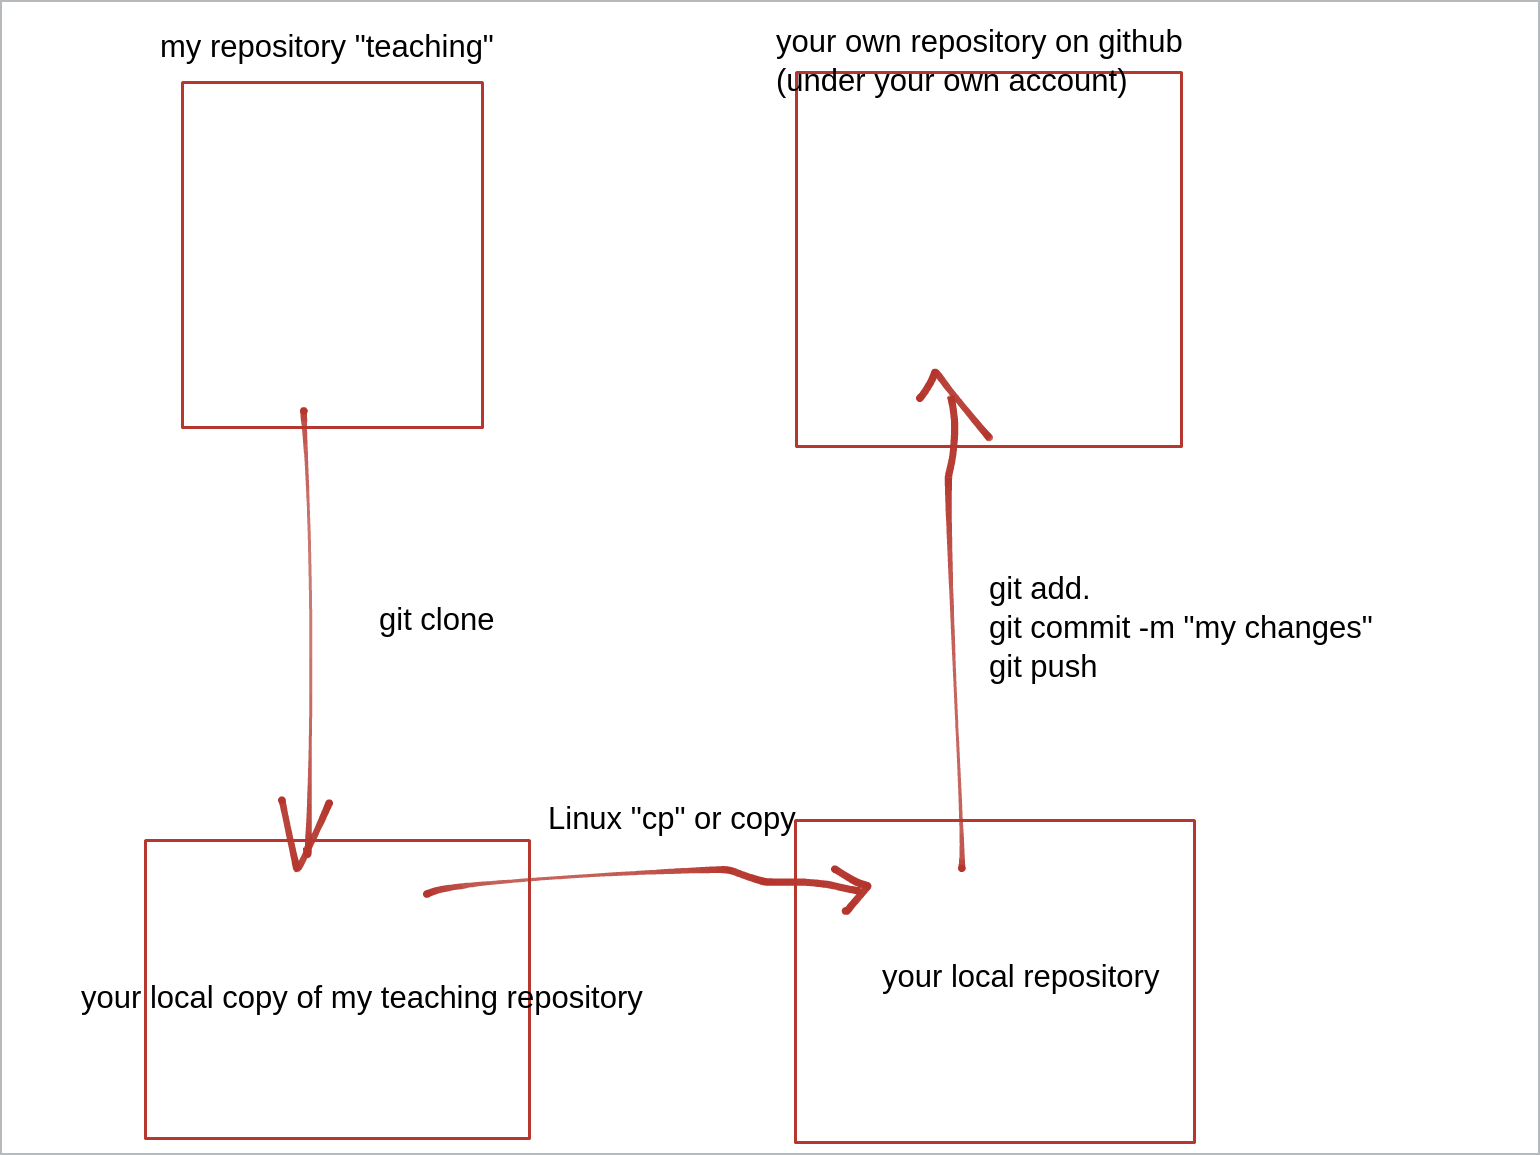 my repository "teaching"
your own repository on github
(under your own account)
git clone
git add.
git commit -m "my changes"
git push
Linux "cp" or copy
your local copy of my teaching repository
your local repository